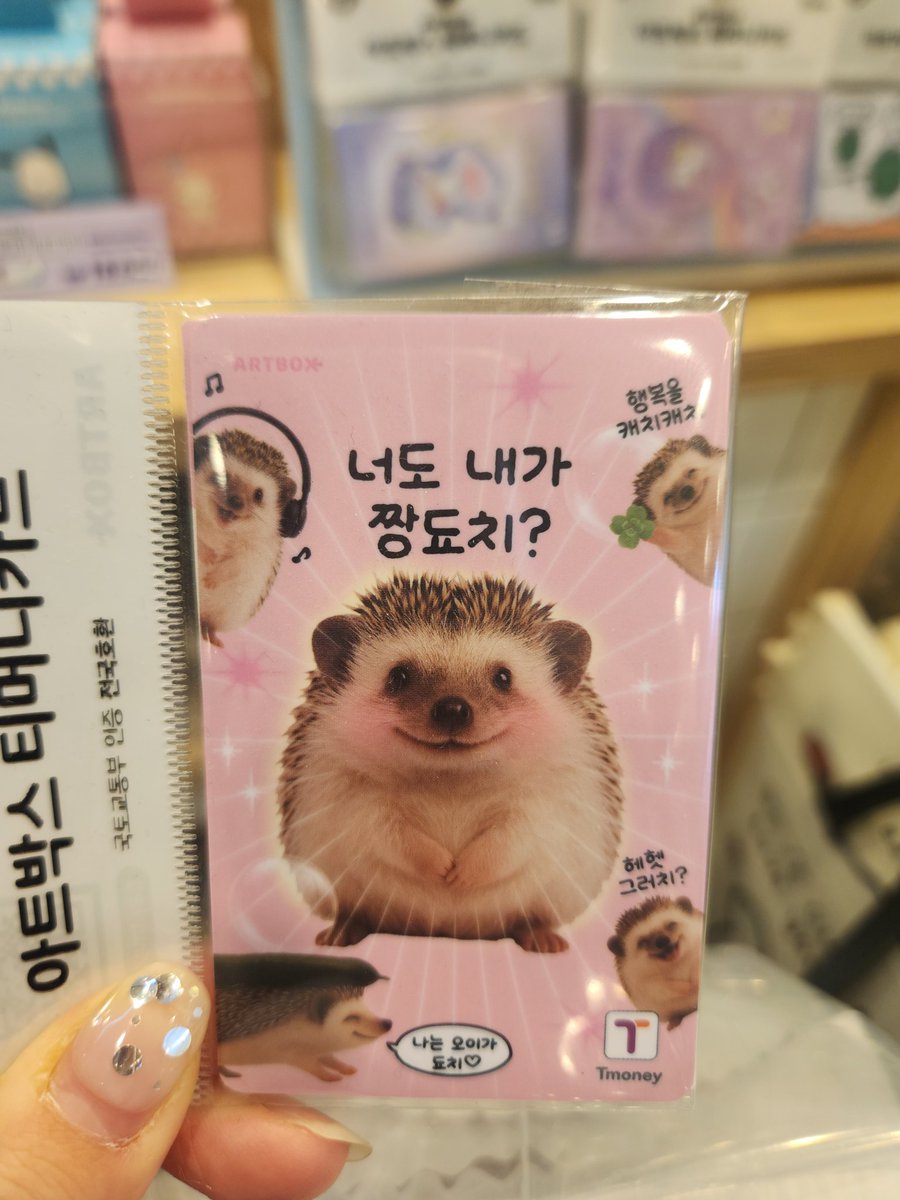 ARTBOX
행복을
캐치캐치
너도 내가
짱됴치?
헤헷
그러치?
나는 오이가
됴치♡
Tmoney
아트박스 티머니카드
국토교통부 인증 전국호환
ARTBOX